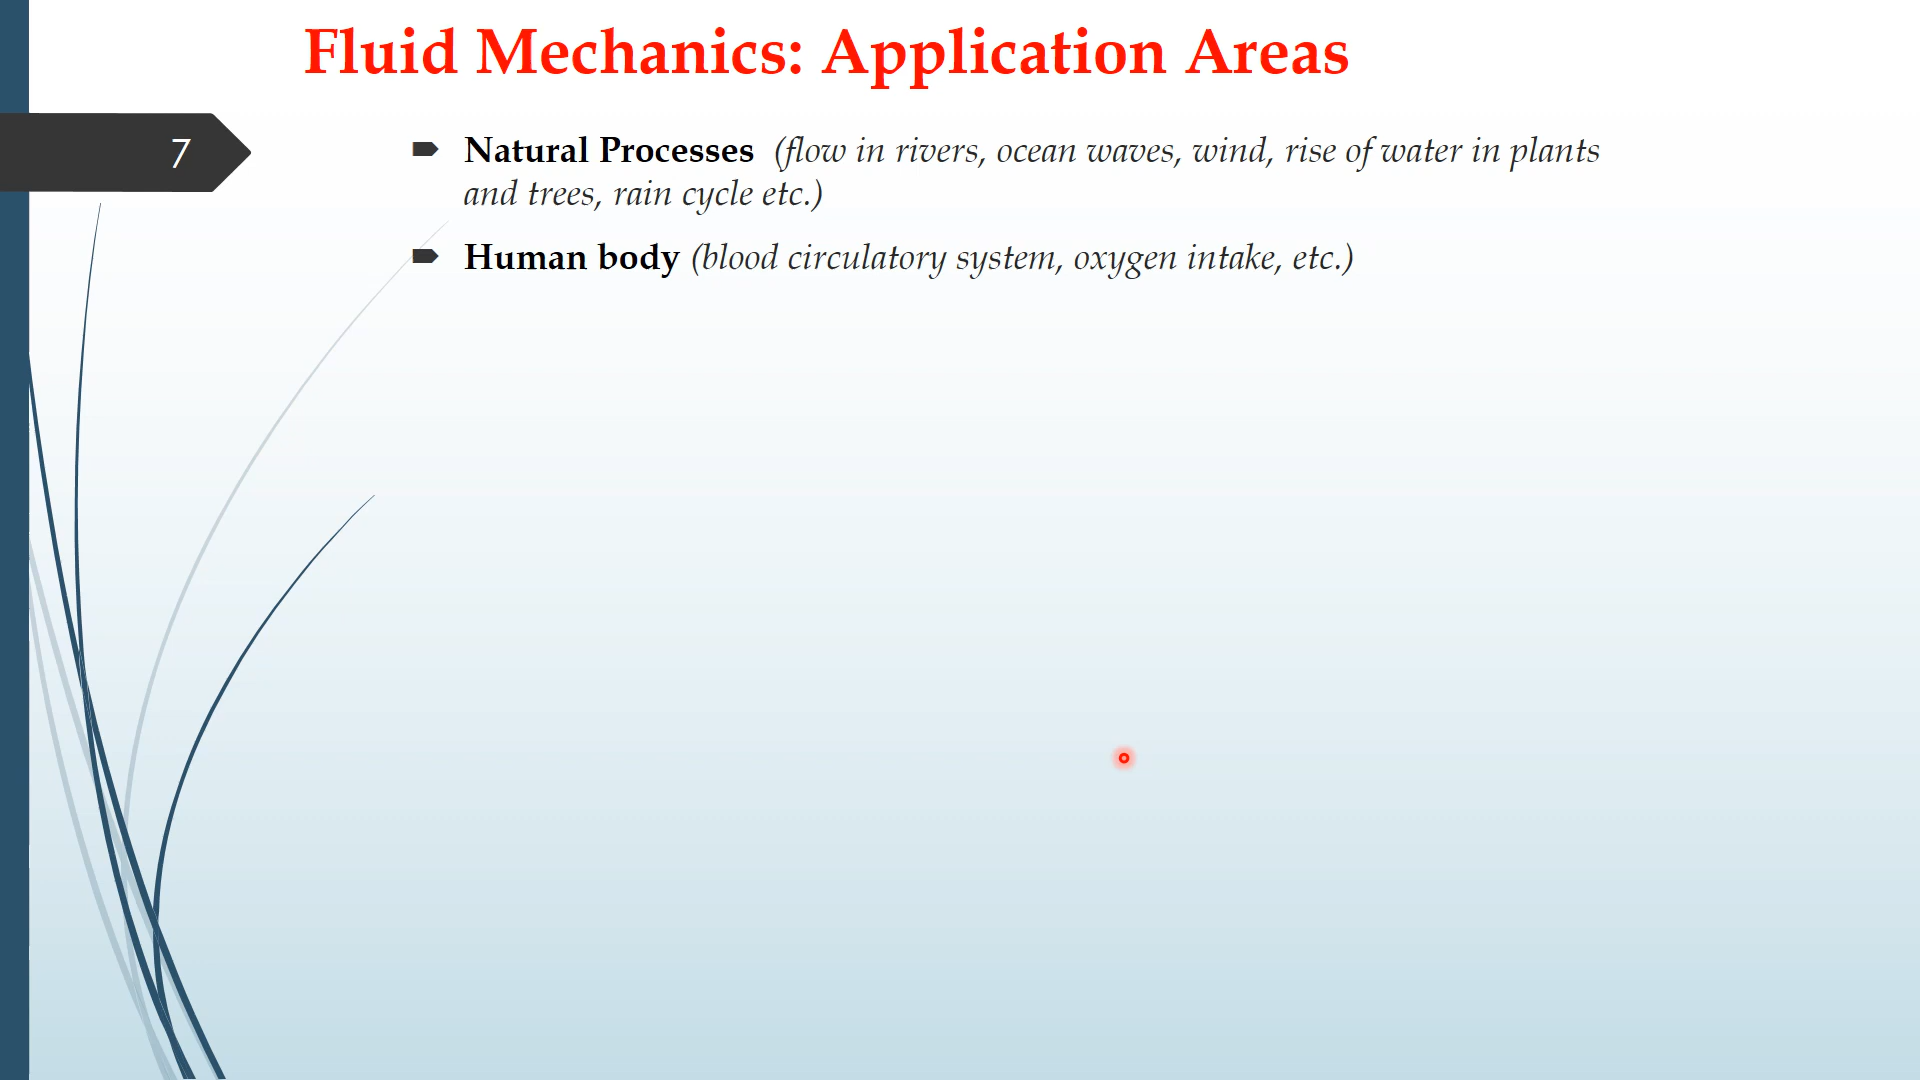 Fluid Mechanics: Application Areas
7
Natural Processes (flow in rivers, ocean waves, wind, rise of water in plants
and trees, rain cycle etc.)
Human body (blood circulatory system, oxygen intake, etc.)